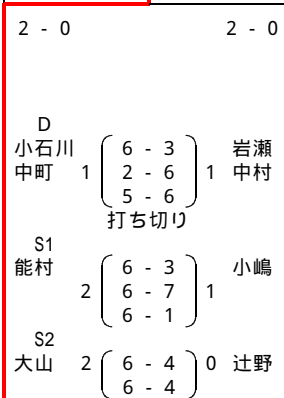 2 - 0 2 - 0
D
小石川 6 - 3 岩瀬
中町 1 2 - 6 1 中村
5 - 6
打ち切り
S1
能村 6 - 3 小嶋
2 6 - 7 1
6 - 1
S2
大山 2 6 - 4 0 辻野
6 - 4